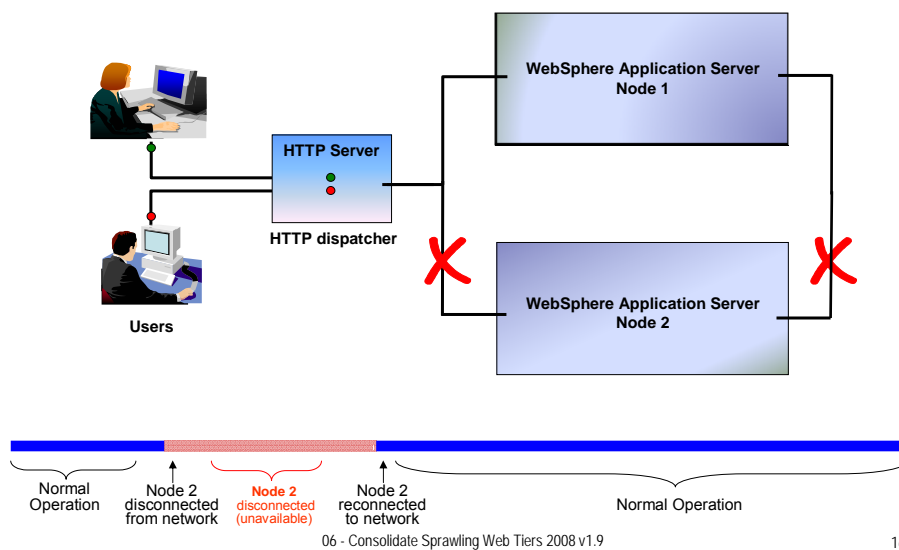 WebSphere Application Server
Node 1
HTTP Server
HTTP dispatcher
Users
WebSphere Application Server
Node 2
Normal
Operation
Node 2
disconnected
from network
Node 2
disconnected
(unavailable)
Node 2
reconnected
to network
Normal Operation
06 - Consolidate Sprawling Web Tiers 2008 v1.9